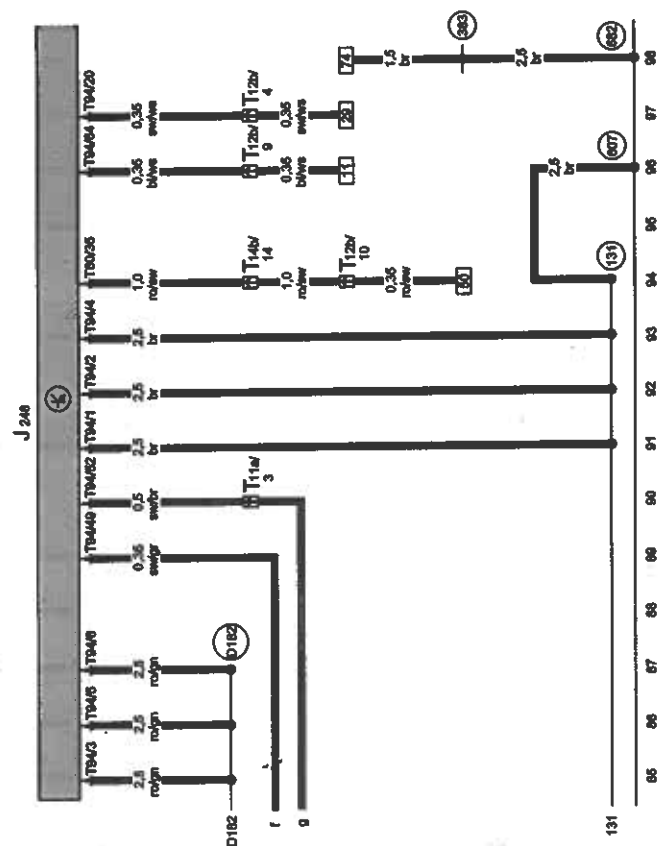 J 248
K
T94/3
T94/5
T94/6
T94/49
T94/62
T94/1
T94/2
T94/4
T60/35
T94/64
T94/20
2,5
ro/gn
2,5
ro/gn
2,5
ro/gn
0,35
sw/gr
0,5
sw/br
2,5
br
2,5
br
2,5
br
1,0
ro/sw
0,35
bl/ws
0,35
sw/ws
T11a/
3
T14b/
14
T12b/
9
T12b/
4
1,0
ro/sw
T12b/
10
0,35
ro/sw
0,35
bl/ws
0,35
sw/ws
11
29
74
1,5
br
383
2,5
br
682
D182
D182
f
g
2,5
br
607
131
131
85
86
87
88
89
90
91
92
93
94
95
96
97
98